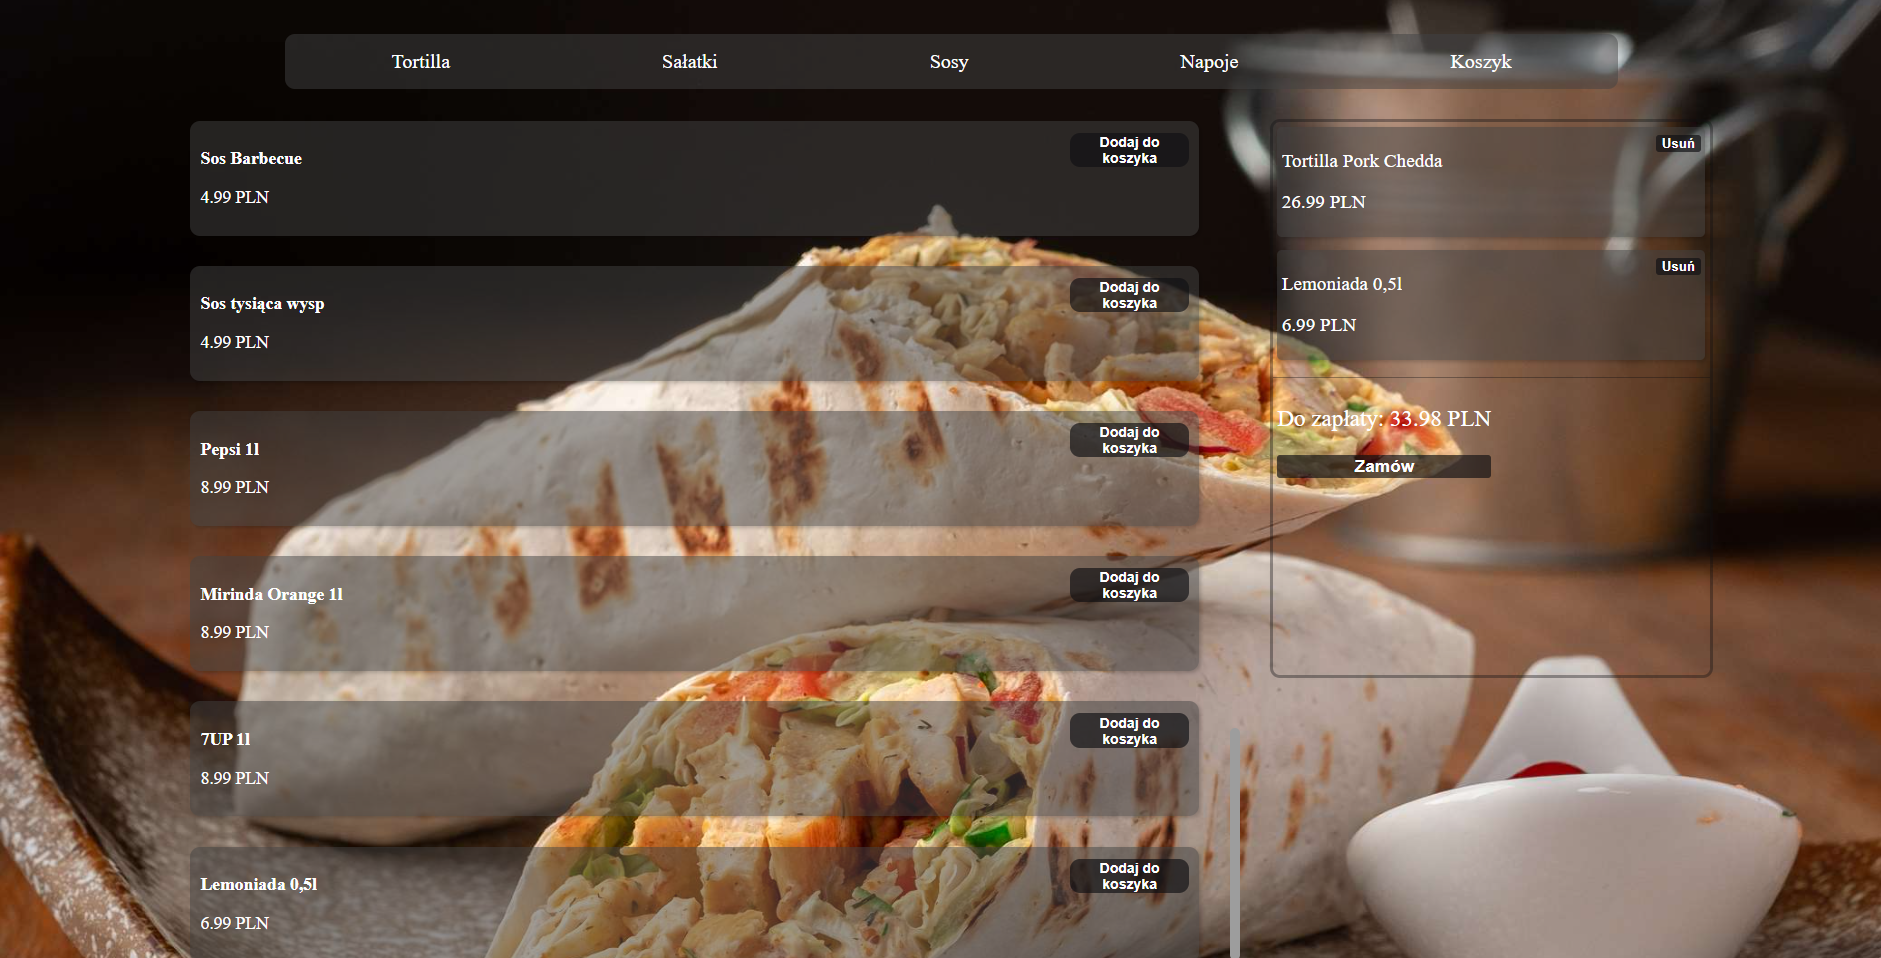 Tortilla Sałatki Sosy Napoje Koszyk
Sos Barbecue
4.99 PLN
Dodaj do
koszyka
Sos tysiąca wysp
4.99 PLN
Dodaj do
koszyka
Pepsi 1l
8.99 PLN
Dodaj do
koszyka
Mirinda Orange 1l
8.99 PLN
Dodaj do
koszyka
7UP 1l
8.99 PLN
Dodaj do
koszyka
Lemoniada 0,5l
6.99 PLN
Dodaj do
koszyka
Tortilla Pork Chedda
26.99 PLN
Usuń
Lemoniada 0,5l
6.99 PLN
Usuń
Do zapłaty: 33.98 PLN
Zamów